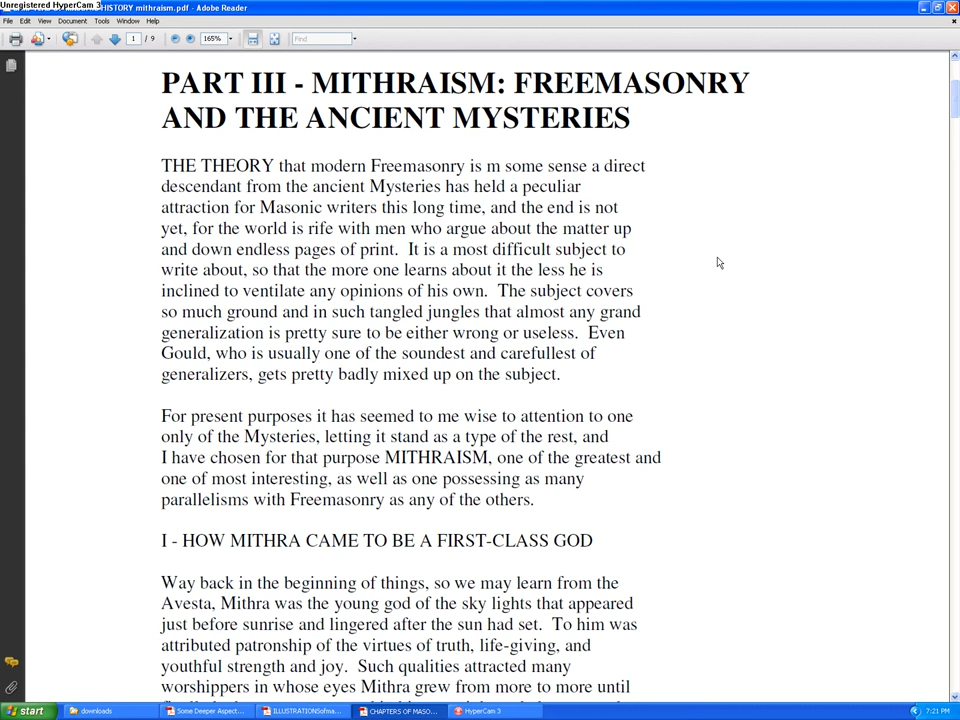 Unregistered HyperCam 3
HISTORY mithraism.pdf - Adobe Reader
File Edit View Document Tools Window Help
1 / 9 165% Find
PART III - MITHRAISM: FREEMASONRY
AND THE ANCIENT MYSTERIES
THE THEORY that modern Freemasonry is m some sense a direct
descendant from the ancient Mysteries has held a peculiar
attraction for Masonic writers this long time, and the end is not
yet, for the world is rife with men who argue about the matter up
and down endless pages of print. It is a most difficult subject to
write about, so that the more one learns about it the less he is
inclined to ventilate any opinions of his own. The subject covers
so much ground and in such tangled jungles that almost any grand
generalization is pretty sure to be either wrong or useless. Even
Gould, who is usually one of the soundest and carefullest of
generalizers, gets pretty badly mixed up on the subject.
For present purposes it has seemed to me wise to attention to one
only of the Mysteries, letting it stand as a type of the rest, and
I have chosen for that purpose MITHRAISM, one of the greatest and
one of most interesting, as well as one possessing as many
parallelisms with Freemasonry as any of the others.
I - HOW MITHRA CAME TO BE A FIRST-CLASS GOD
Way back in the beginning of things, so we may learn from the
Avesta, Mithra was the young god of the sky lights that appeared
just before sunrise and lingered after the sun had set. To him was
attributed patronship of the virtues of truth, life-giving, and
youthful strength and joy. Such qualities attracted many
worshippers in whose eyes Mithra grew from more to more until
start downloads Some Deeper Aspect... ILLUSTRATIONSofma... CHAPTERS OF MASO... HyperCam 3 7:21 PM